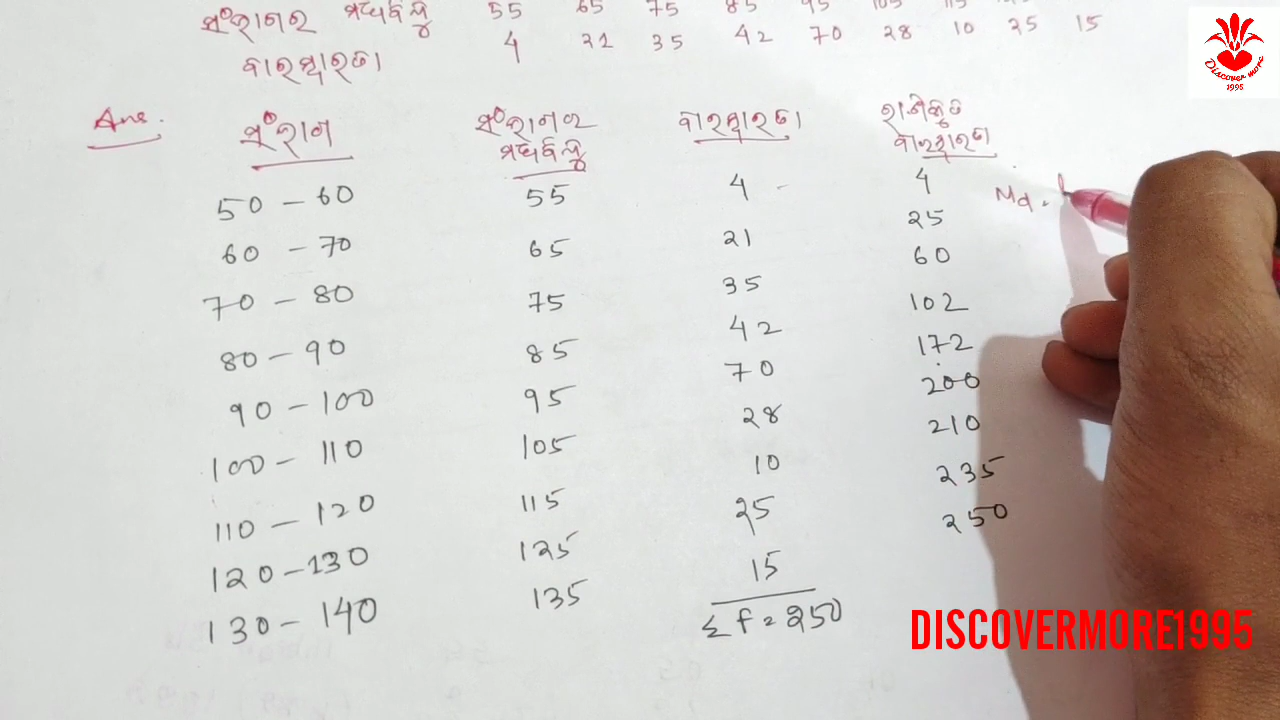 ସଂଭାଗର ମଧ୍ୟବିନ୍ଦୁ 55 65 75 85 95 105 115
ବାରମ୍ବାରତା 4 21 35 42 70 28 10 25 15
Discover more
1995
Ans. ସଂଭାଗ ସଂଭାଗର ମଧ୍ୟବିନ୍ଦୁ ବାରମ୍ବାରତା ରାଶିକୃତ ବାରମ୍ବାରତା
50 – 60 55 4 - 4 Md =
60 – 70 65 21 25
70 – 80 75 35 60
80 – 90 85 42 102
90 – 100 95 70 172
100 – 110 105 28 200
110 – 120 115 10 210
120 – 130 125 25 235
130 – 140 135 15 250
Σf = 250
DISCOVERMORE1995